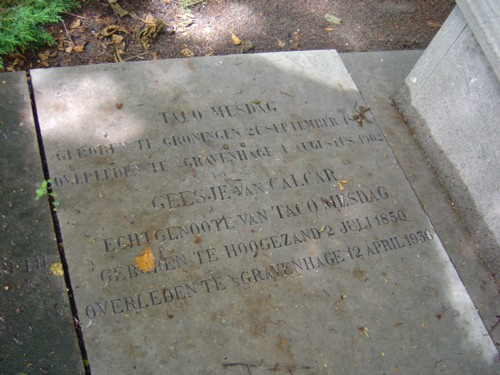 TACO MESDAG
GEBOREN TE GRONINGEN 21 SEPTEMBER
OVERLEDEN TE 's GRAVENHAGE 4 AUGUSTUS 1902
GEESJE VAN CALCAR
ECHTGENOOTE VAN TACO MESDAG
GEBOREN TE HOOGEZAND 2 JULI 1850
OVERLEDEN TE 's GRAVENHAGE 12 APRIL 1936